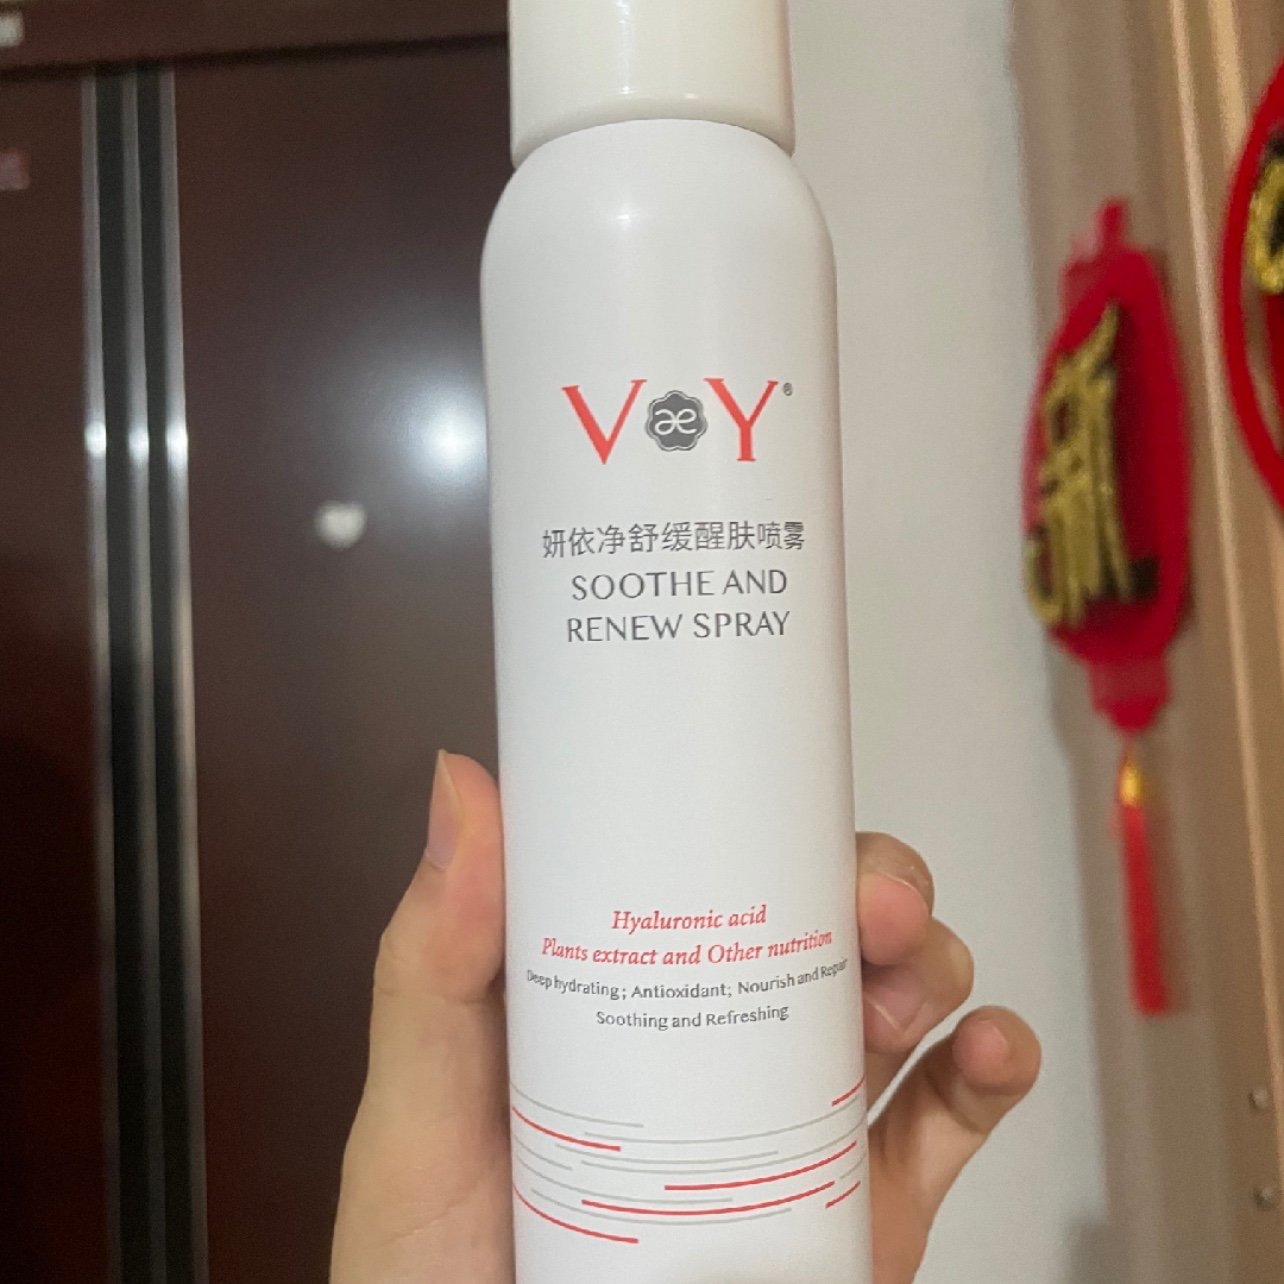 VæY®
妍依净舒缓醒肤喷雾
SOOTHE AND
RENEW SPRAY
Hyaluronic acid
Plants extract and Other nutrition
Deep hydrating; Antioxidant; Nourish and Repair
Soothing and Refreshing